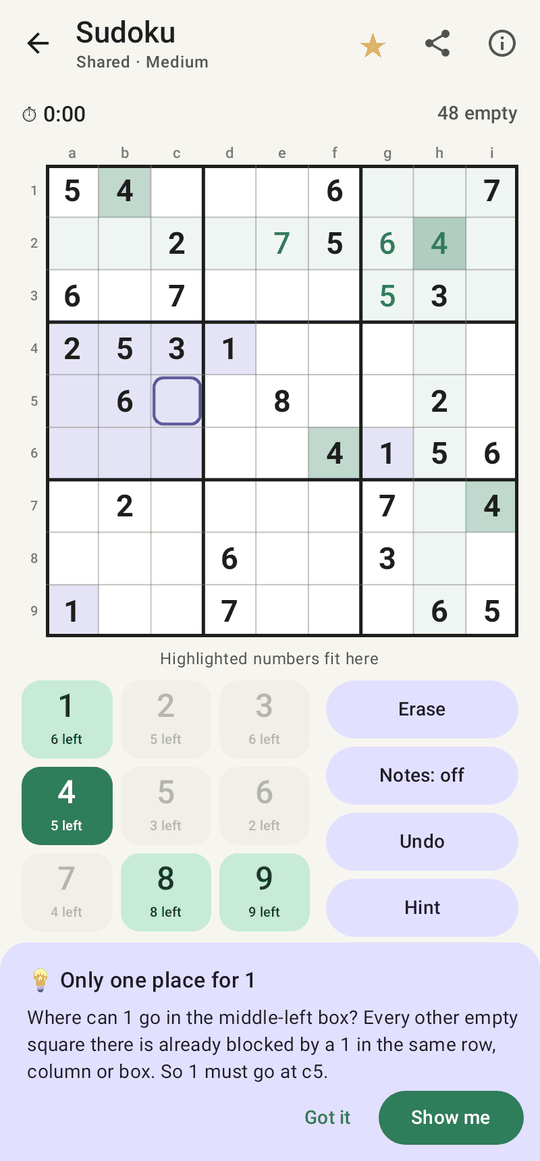 Sudoku
Shared · Medium
0:00
48 empty
a b c d e f g h i
1 5 4 6 7
2 2 7 5 6 4
3 6 7 5 3
4 2 5 3 1
5 6 8 2
6 4 1 5 6
7 2 7 4
8 6 3
9 1 7 6 5
Highlighted numbers fit here
1 2 3
6 left 5 left 6 left
4 5 6
5 left 3 left 2 left
7 8 9
4 left 8 left 9 left
Erase
Notes: off
Undo
Hint
Only one place for 1
Where can 1 go in the middle-left box? Every other empty
square there is already blocked by a 1 in the same row,
column or box. So 1 must go at c5.
Got it
Show me